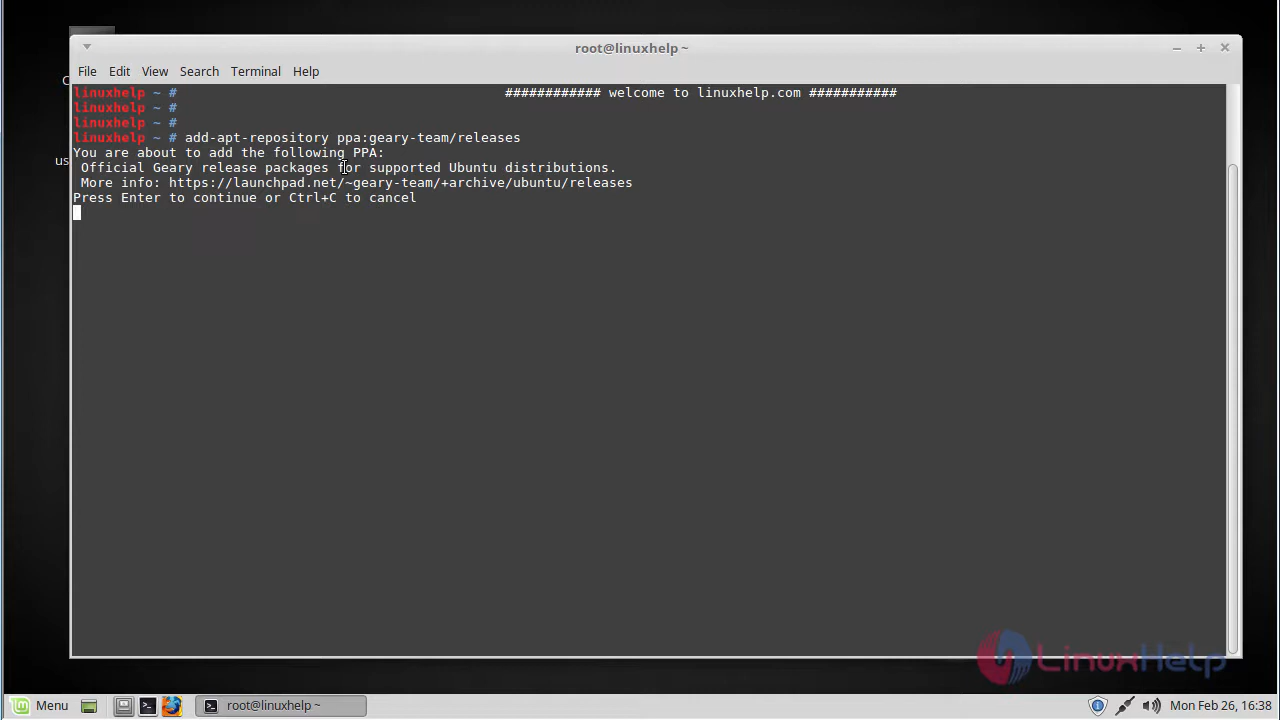 root@linuxhelp ~
File Edit View Search Terminal Help
linuxhelp ~ # ############ welcome to linuxhelp.com ###########
linuxhelp ~ #
linuxhelp ~ #
linuxhelp ~ # add-apt-repository ppa:geary-team/releases
You are about to add the following PPA:
Official Geary release packages for supported Ubuntu distributions.
More info: https://launchpad.net/~geary-team/+archive/ubuntu/releases
Press Enter to continue or Ctrl+C to cancel
LinuxHelp
Menu root@linuxhelp ~ Mon Feb 26, 16:38